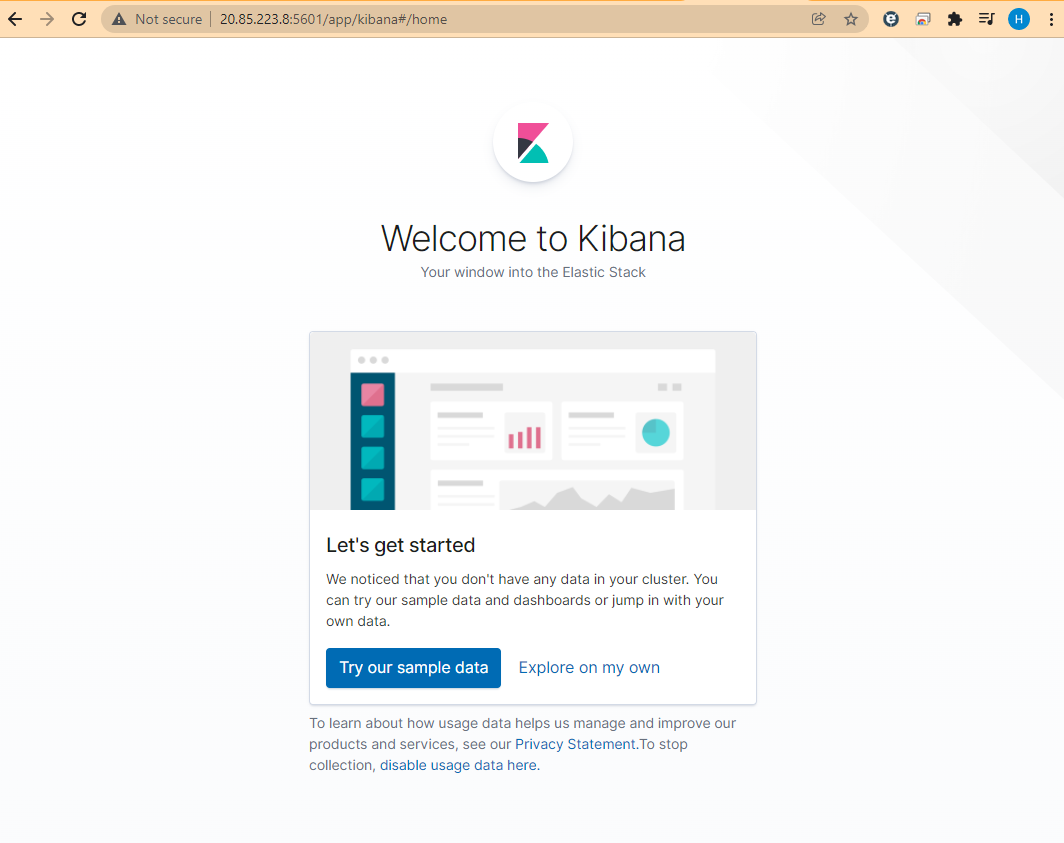 Not secure | 20.85.223.8:5601/app/kibana#/home
H
Welcome to Kibana
Your window into the Elastic Stack
Let's get started
We noticed that you don't have any data in your cluster. You
can try our sample data and dashboards or jump in with your
own data.
Try our sample data
Explore on my own
To learn about how usage data helps us manage and improve our
products and services, see our Privacy Statement.To stop
collection, disable usage data here.